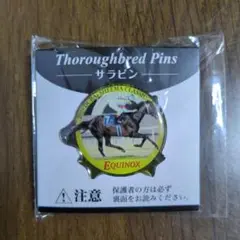 Thoroughbred Pins
サラピン
EQUINOX
注意
保護者の方は必ず
裏面をお読みください。